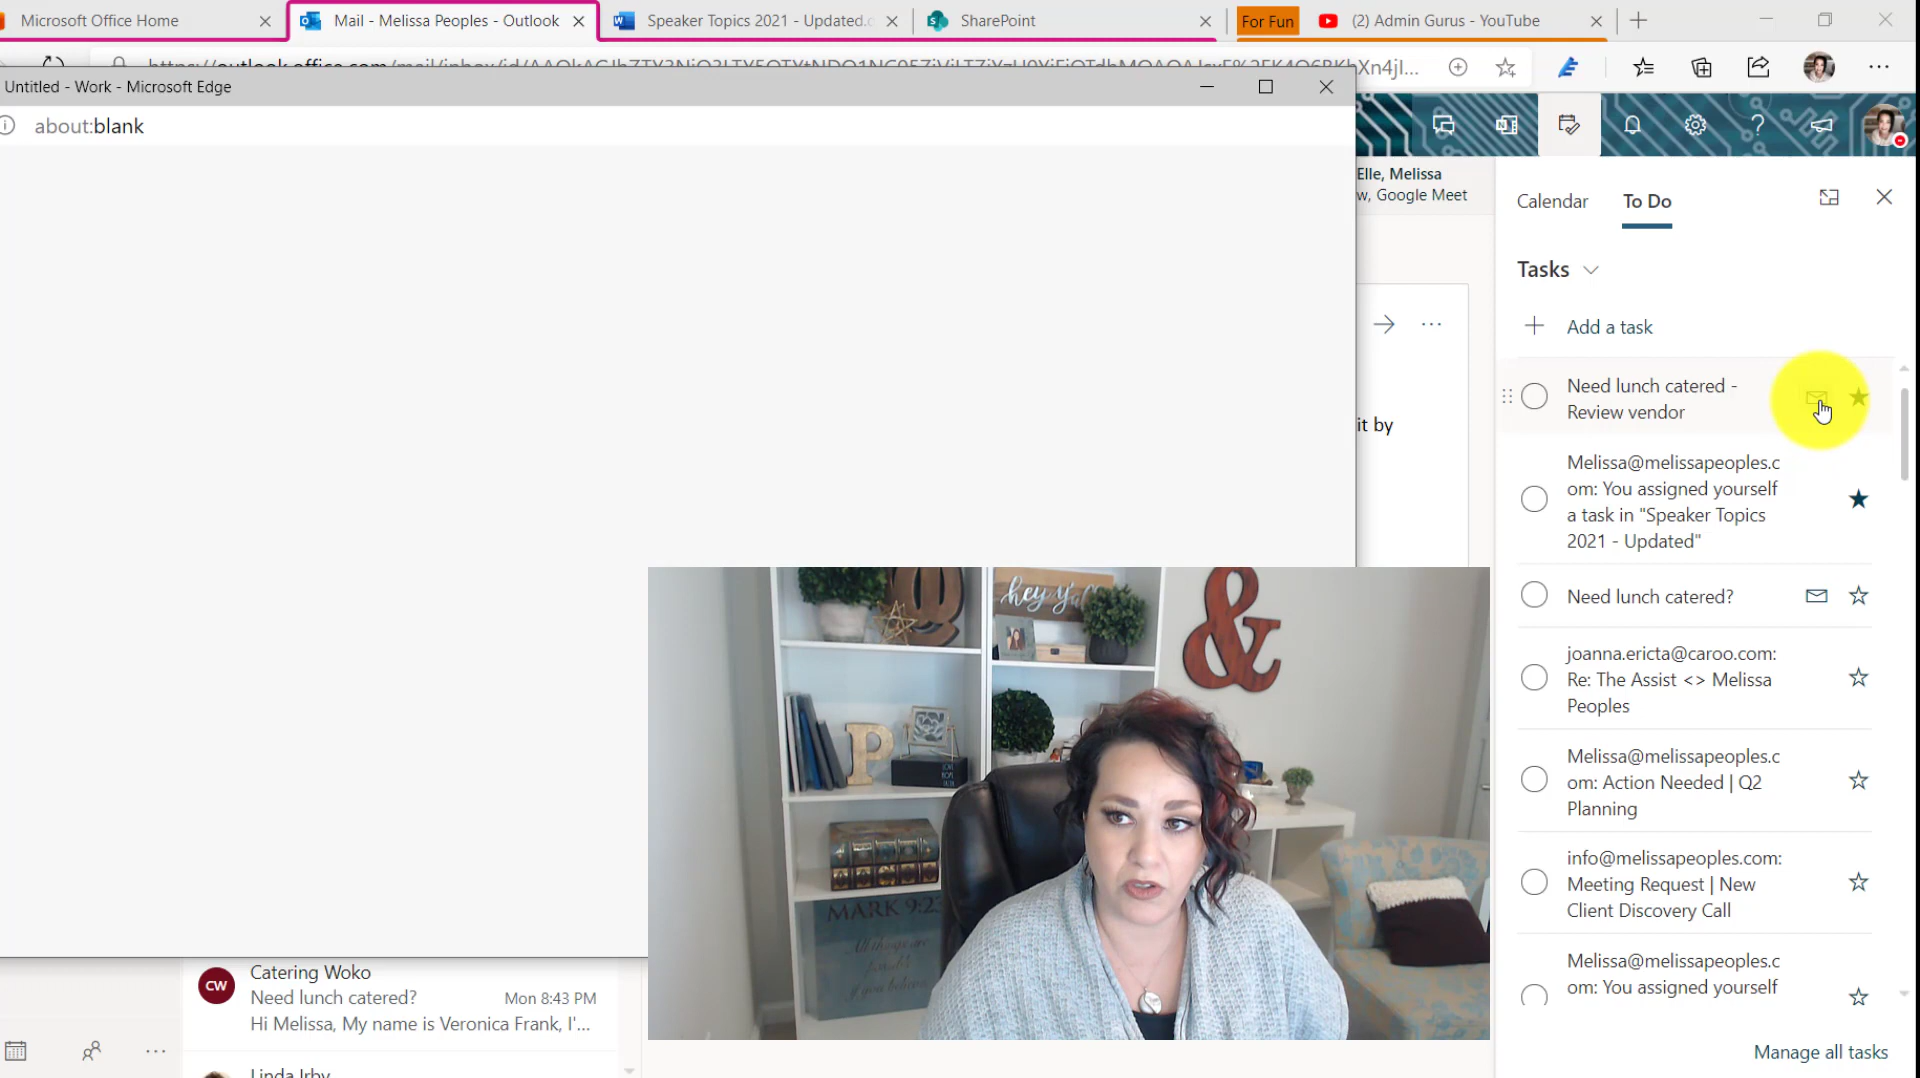 Microsoft Office Home
Mail - Melissa Peoples - Outlook
Speaker Topics 2021 - Updated.
SharePoint
For Fun
(2) Admin Gurus - YouTube
Untitled - Work - Microsoft Edge
about:blank
Elle, Melissa
w, Google Meet
Calendar
To Do
Tasks
Add a task
Need lunch catered -
Review vendor
it by
Melissa@melissapeoples.c
om: You assigned yourself
a task in "Speaker Topics
2021 - Updated"
Need lunch catered?
joanna.ericta@caroo.com:
Re: The Assist <> Melissa
Peoples
Melissa@melissapeoples.c
om: Action Needed | Q2
Planning
info@melissapeoples.com:
Meeting Request | New
Client Discovery Call
Melissa@melissapeoples.c
om: You assigned yourself
Manage all tasks
hey y'all
&
P
MARK 9:23
CW
Catering Woko
Need lunch catered?
Mon 8:43 PM
Hi Melissa, My name is Veronica Frank, I'...
Linda Irby